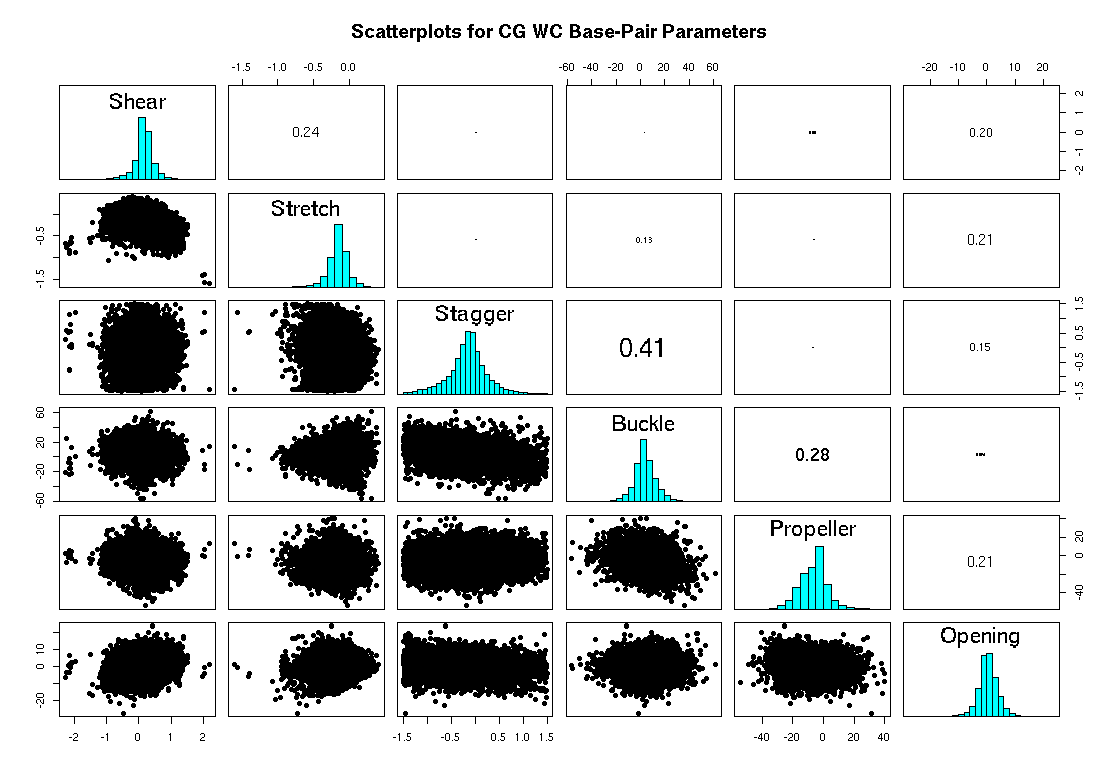 Scatterplots for CG WC Base-Pair Parameters
-1.5 -1.0 -0.5 0.0 -60 -40 -20 0 20 40 60 -20 -10 0 10 20
Shear 0.24 0.20 -2 -1 0 1 2
-1.5 -0.5 Stretch 0.13 0.21
Stagger 0.41 0.15 -1.5 -0.5 0.5 1.5
-60 -20 20 60 Buckle 0.28
Propeller 0.21 -40 0 20
-20 0 10 Opening
-2 -1 0 1 2 -1.5 -0.5 0.5 1.0 1.5 -40 -20 0 20 40